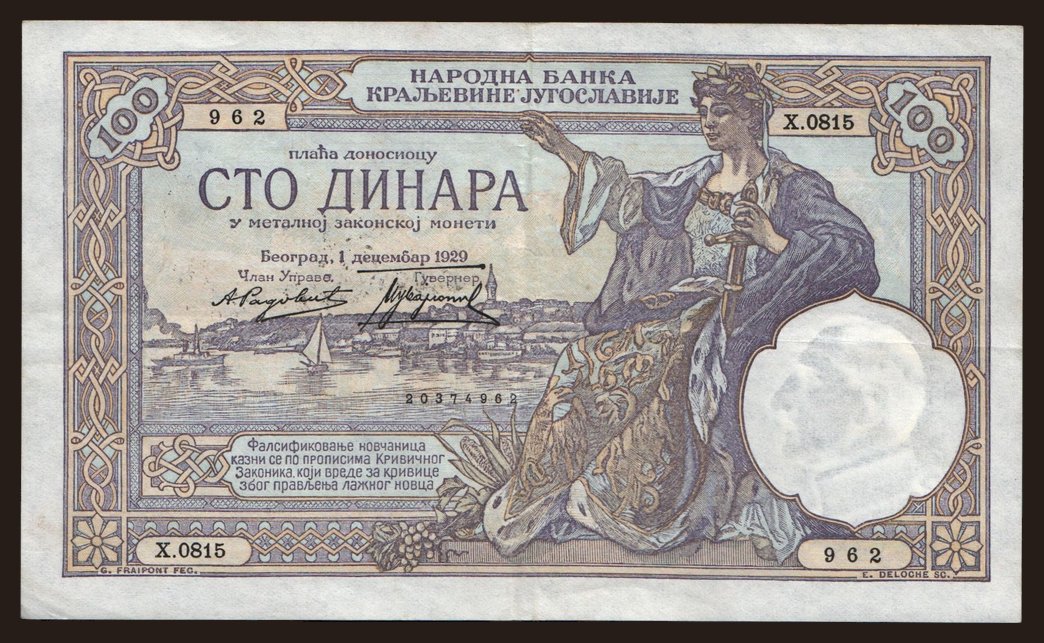 НАРОДНА БАНКА
КРАЉЕВИНЕ ЈУГОСЛАВИЈЕ
100
962
X.0815
100
плаћа доносиоцу
СТО ДИНАРА
у металној законској монети
Београд, 1 децембар 1929
Члан Управе. Гувернер,
20374962
Фалсификовање новчаница
казни се по прописима Кривичног
Законика, који вреде за кривице
због прављења лажног новца
X.0815
962
G. FRAIPONT FEC.
E. DELOCHE SC.